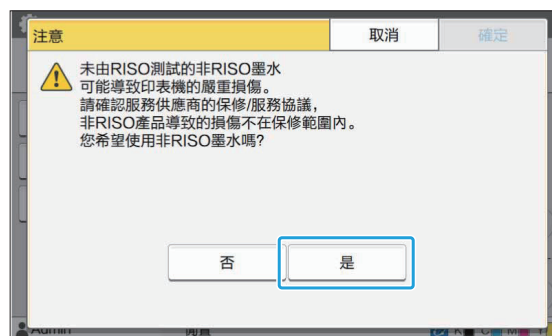 注意
取消
確定
未由RISO測試的非RISO墨水
可能導致印表機的嚴重損傷。
請確認服務供應商的保修/服務協議，
非RISO產品導致的損傷不在保修範圍內。
您希望使用非RISO墨水嗎?
否
是
Admin
K C M Y